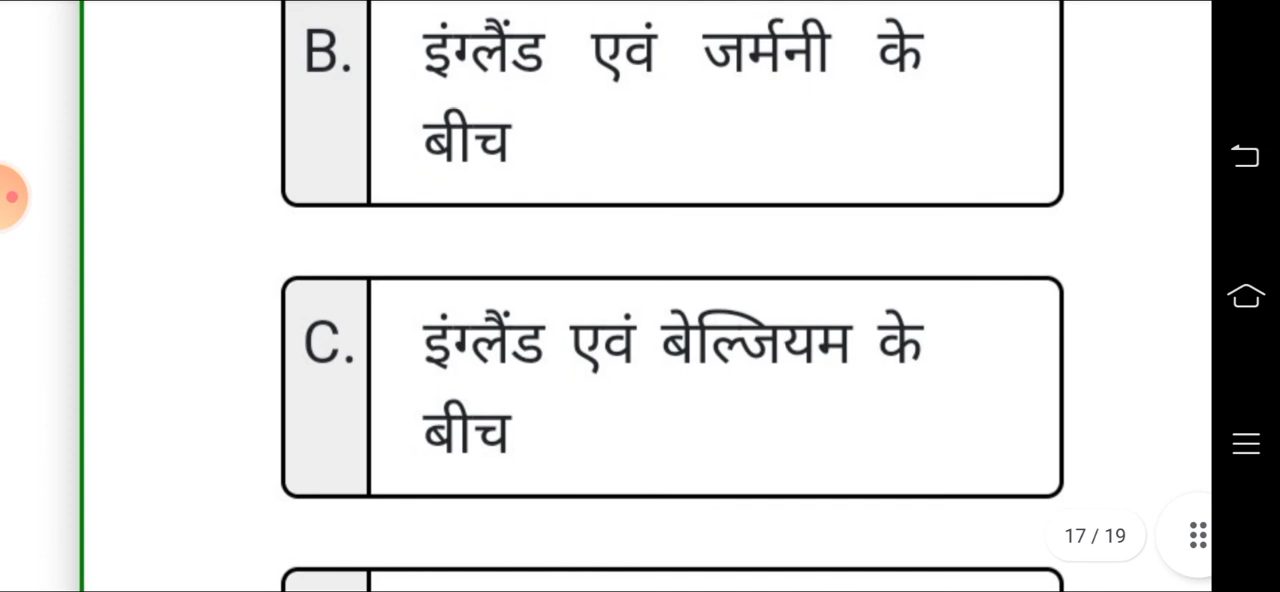 B. इंग्लैंड एवं जर्मनी के
बीच
C. इंग्लैंड एवं बेल्जियम के
बीच
17 / 19